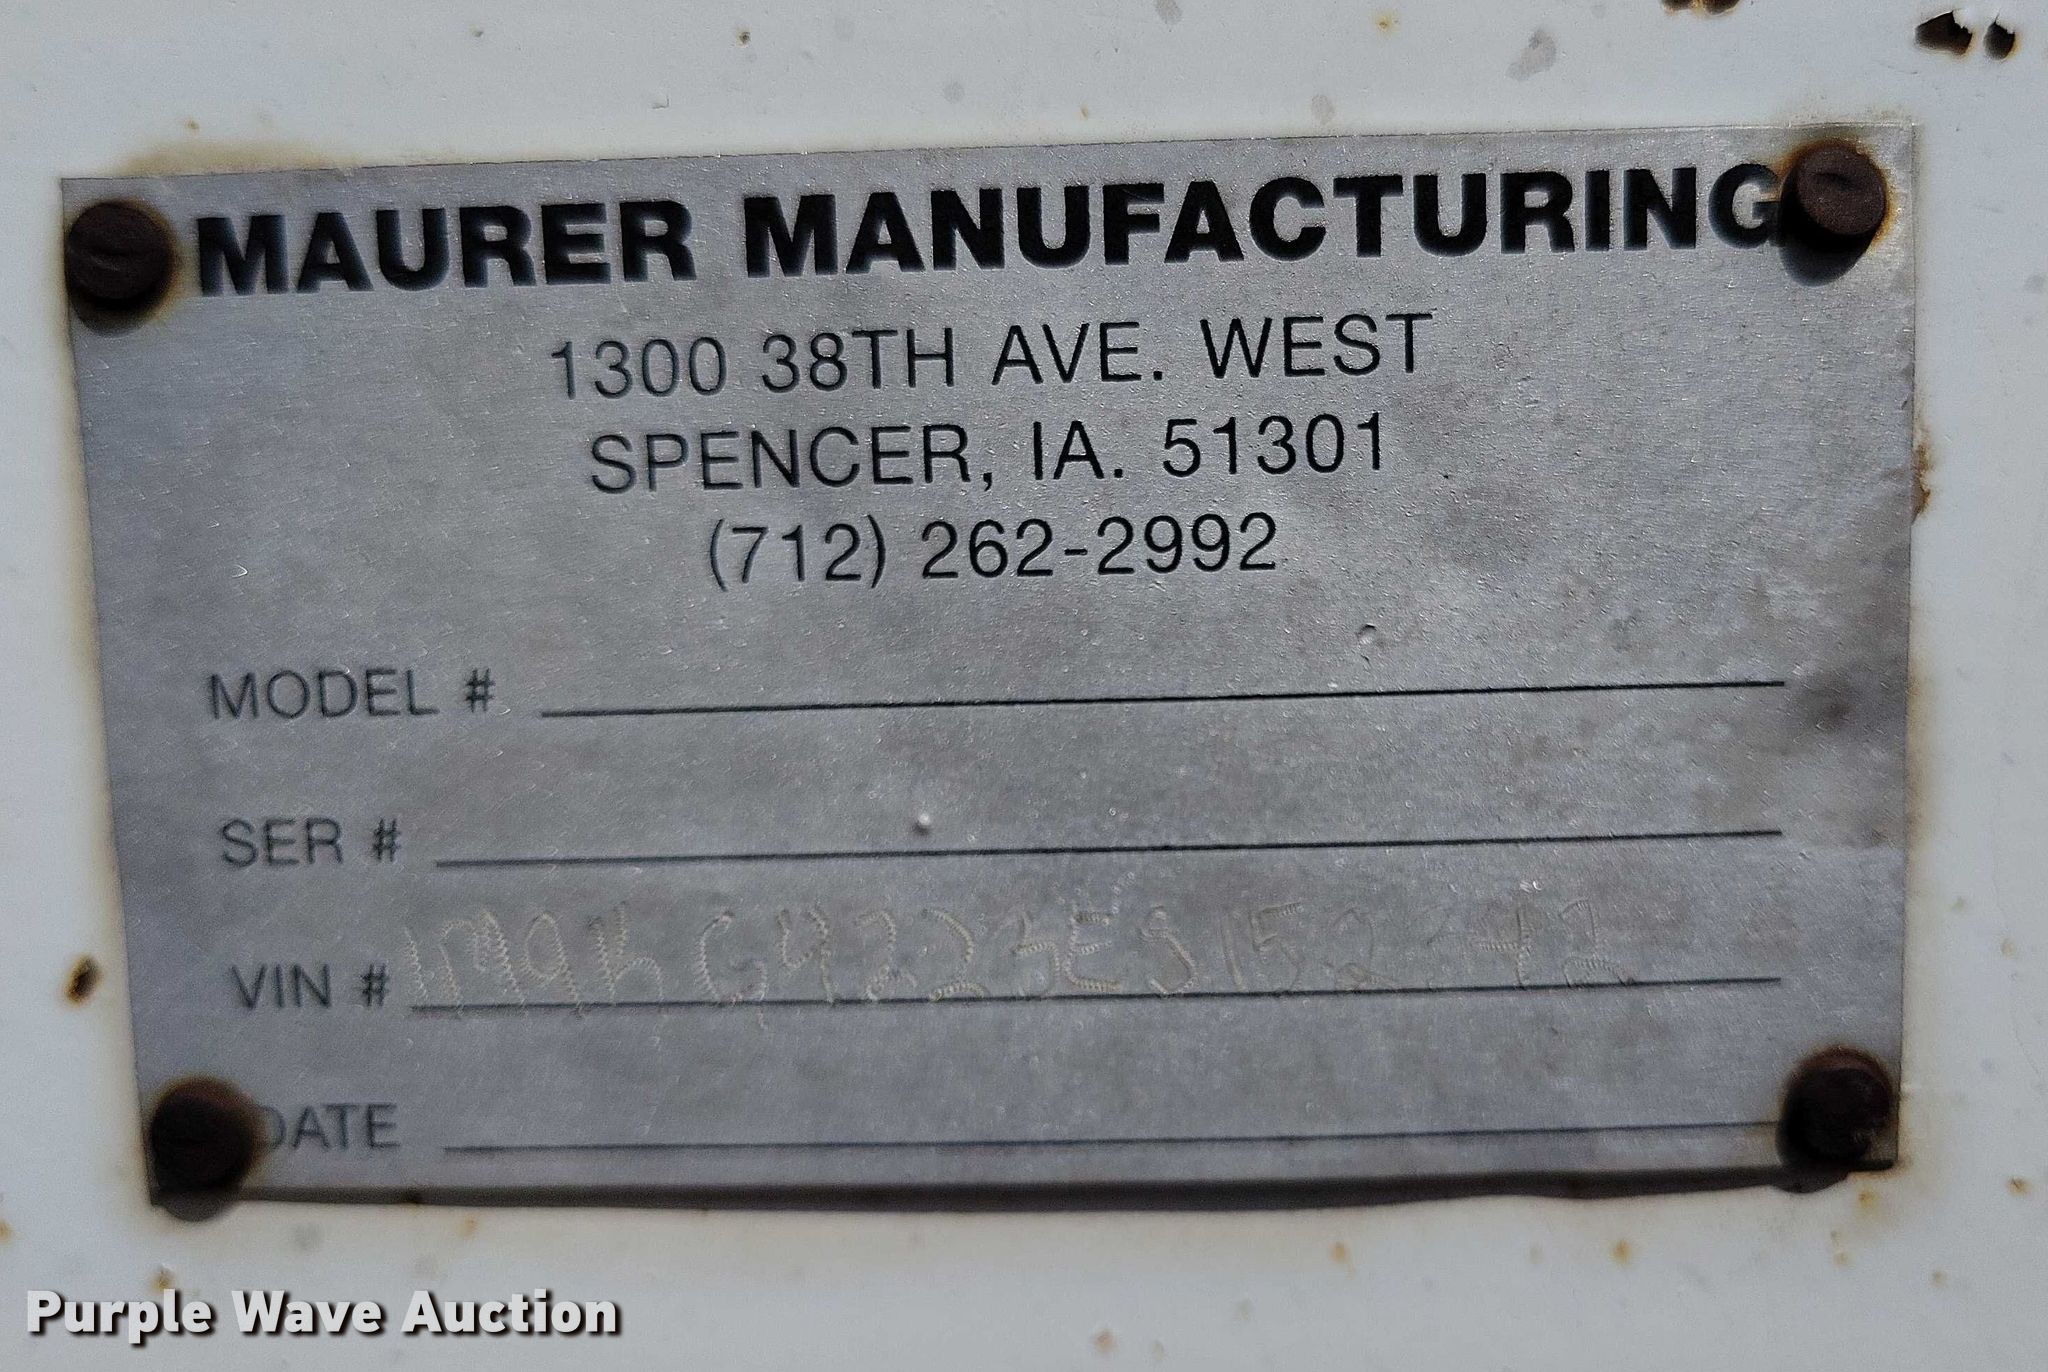 MAURER MANUFACTURING
1300 38TH AVE. WEST
SPENCER, IA. 51301
(712) 262-2992
MODEL #
SER #
VIN #
DATE
Purple Wave Auction